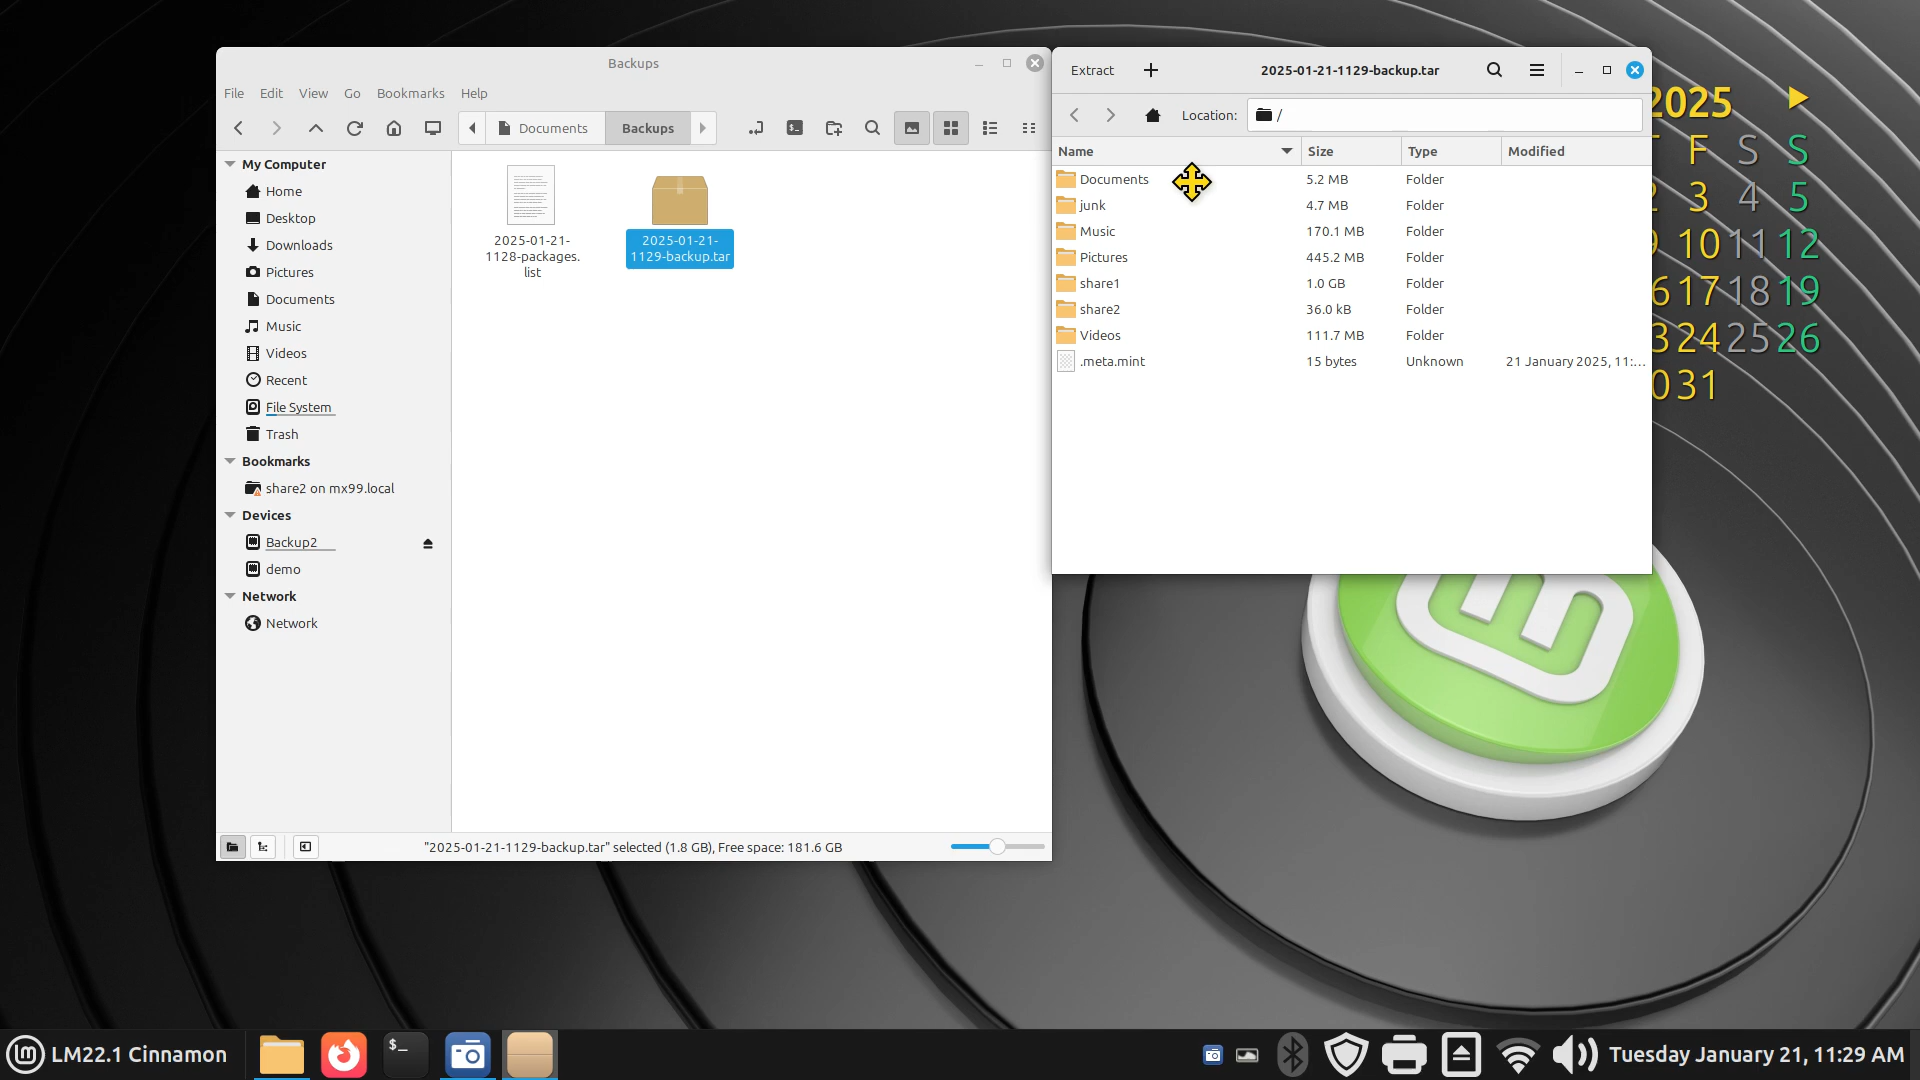 Backups
File Edit View Go Bookmarks Help
Documents Backups
My Computer
Home
Desktop
Downloads
Pictures
Documents
Music
Videos
Recent
File System
Trash
Bookmarks
share2 on mx99.local
Devices
Backup2
demo
Network
Network
2025-01-21-
1128-packages.
list
2025-01-21-
1129-backup.tar
"2025-01-21-1129-backup.tar" selected (1.8 GB), Free space: 181.6 GB
Extract 2025-01-21-1129-backup.tar
Location: /
Name Size Type Modified
Documents 5.2 MB Folder
junk 4.7 MB Folder
Music 170.1 MB Folder
Pictures 445.2 MB Folder
share1 1.0 GB Folder
share2 36.0 kB Folder
Videos 111.7 MB Folder
.meta.mint 15 bytes Unknown 21 January 2025, 11:...
2025
F S S
3 4 5
10 11 12
17 18 19
24 25 26
31
$_
LM22.1 Cinnamon
Tuesday January 21, 11:29 AM